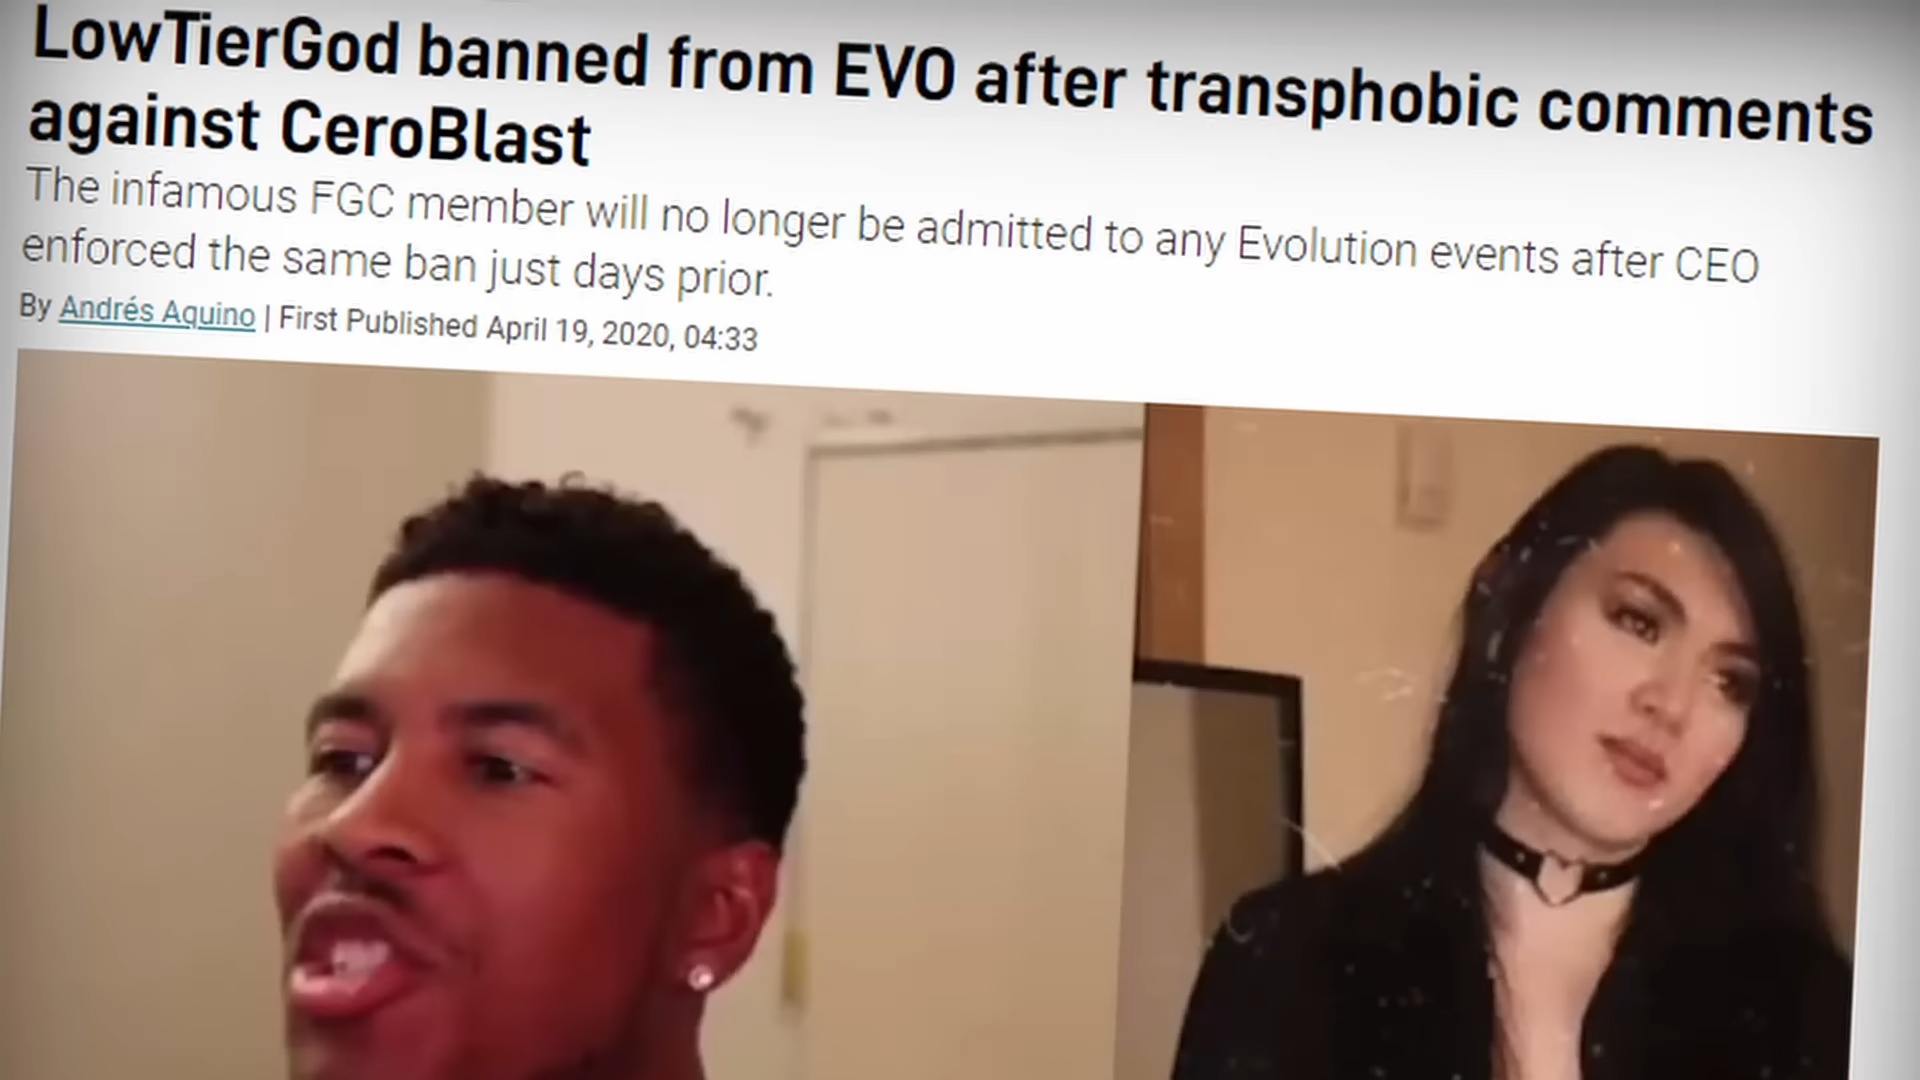 LowTierGod banned from EVO after transphobic comments
against CeroBlast
The infamous FGC member will no longer be admitted to any Evolution events after CEO
enforced the same ban just days prior.
By Andrés Aquino | First Published April 19, 2020, 04:33